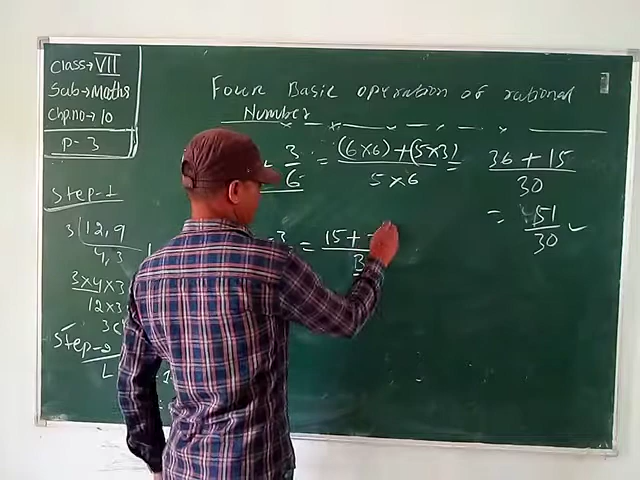 Class→VII
Sub→Maths
Chp.no→10
P-3
Four Basic operation of rational
Number
3/6 = (6×6)+(5×3)/5×6 = 36+15/30
= 51/30
Step-1
3 12, 9
4, 3
3×4×3
12×3
-3 = 15+
Step-2
L